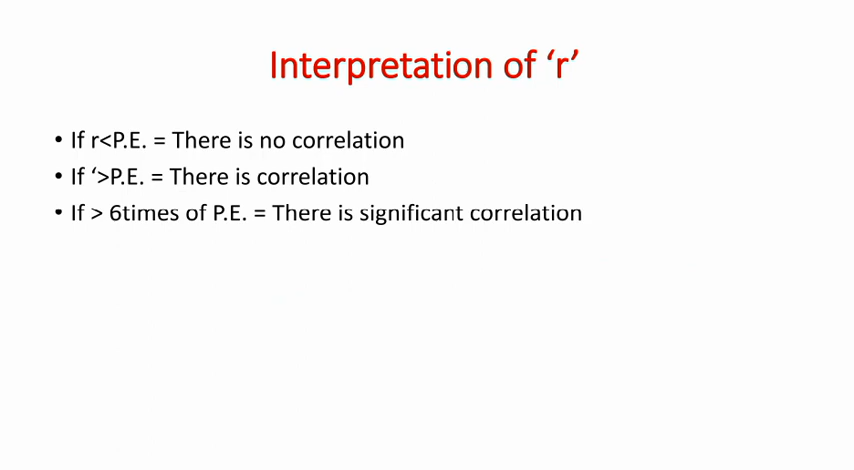 Interpretation of ‘r’
• If r<P.E. = There is no correlation
• If ‘>P.E. = There is correlation
• If > 6times of P.E. = There is significant correlation